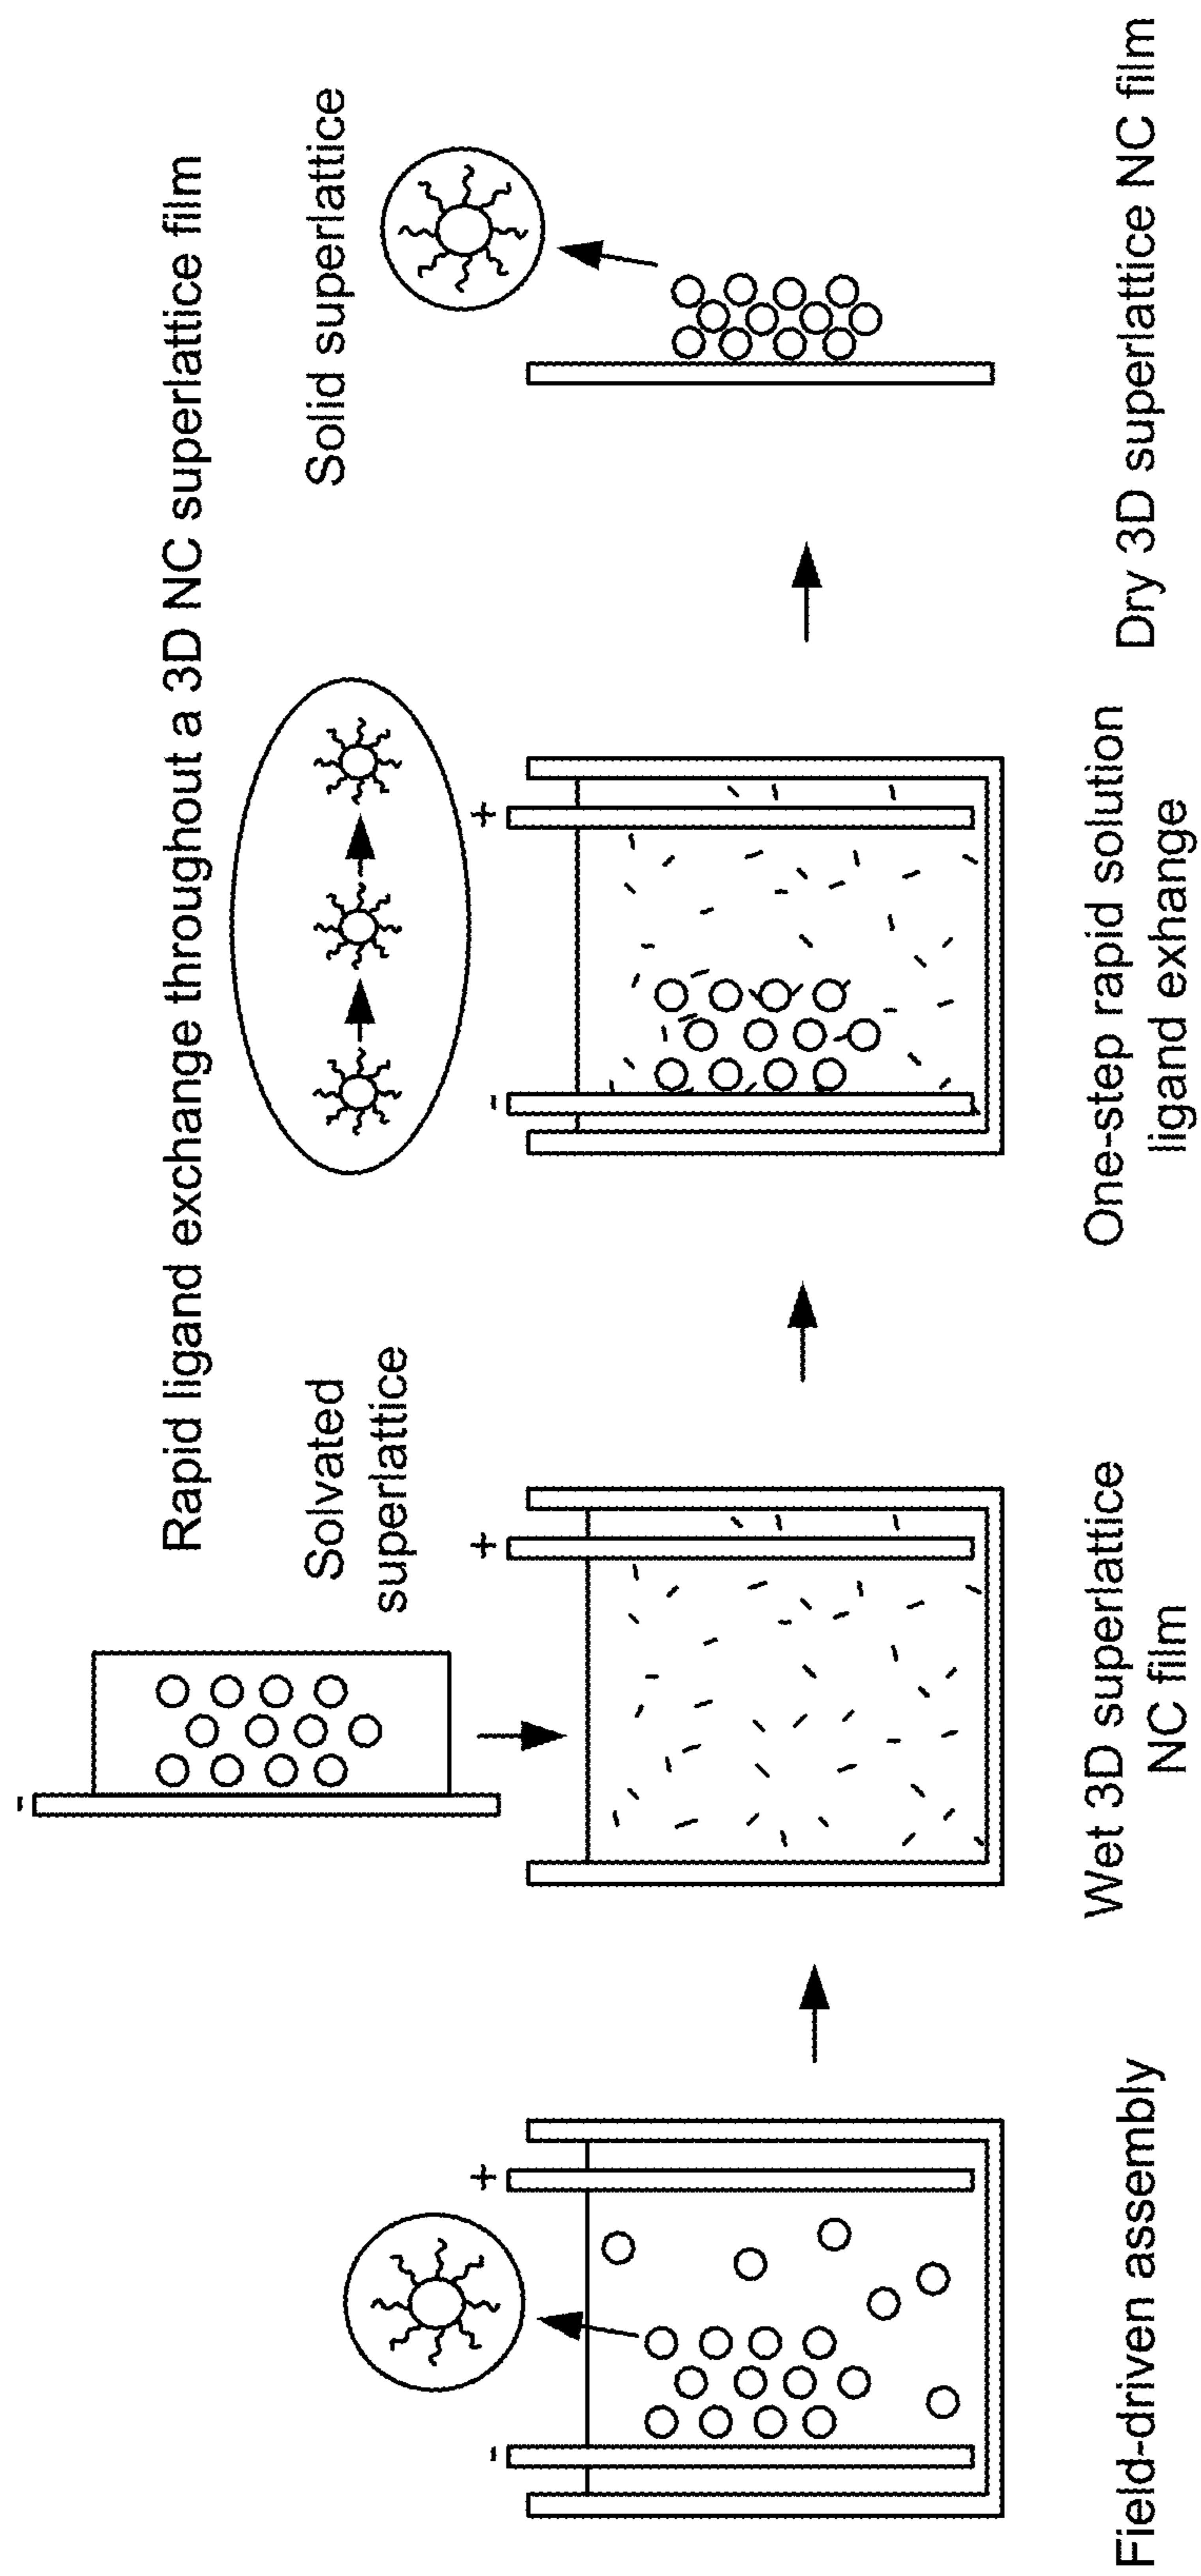 Rapid ligand exchange throughout a 3D NC superlattice film
Solvated
superlattice
Solid superlattice
-
+
-
+
-
+
Field-driven assembly
Wet 3D superlattice
NC film
One-step rapid solution
ligand exhange
Dry 3D superlattice NC film